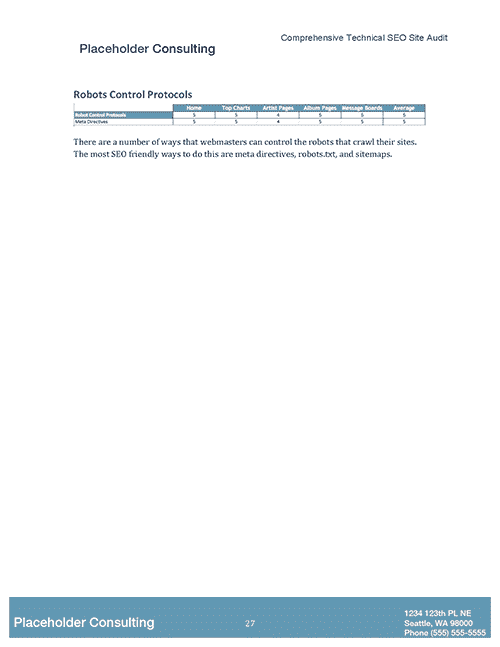 Comprehensive Technical SEO Site Audit
Placeholder Consulting
Robots Control Protocols
Home Top Charts Artist Pages Album Pages Message Boards Average
Robot Control Protocols 5 5 4 5 5 5
Meta Directives 5 5 4 5 5 5
There are a number of ways that webmasters can control the robots that crawl their sites.
The most SEO friendly ways to do this are meta directives, robots.txt, and sitemaps.
Placeholder Consulting
27
1234 123th PL NE
Seattle, WA 98000
Phone (555) 555-5555